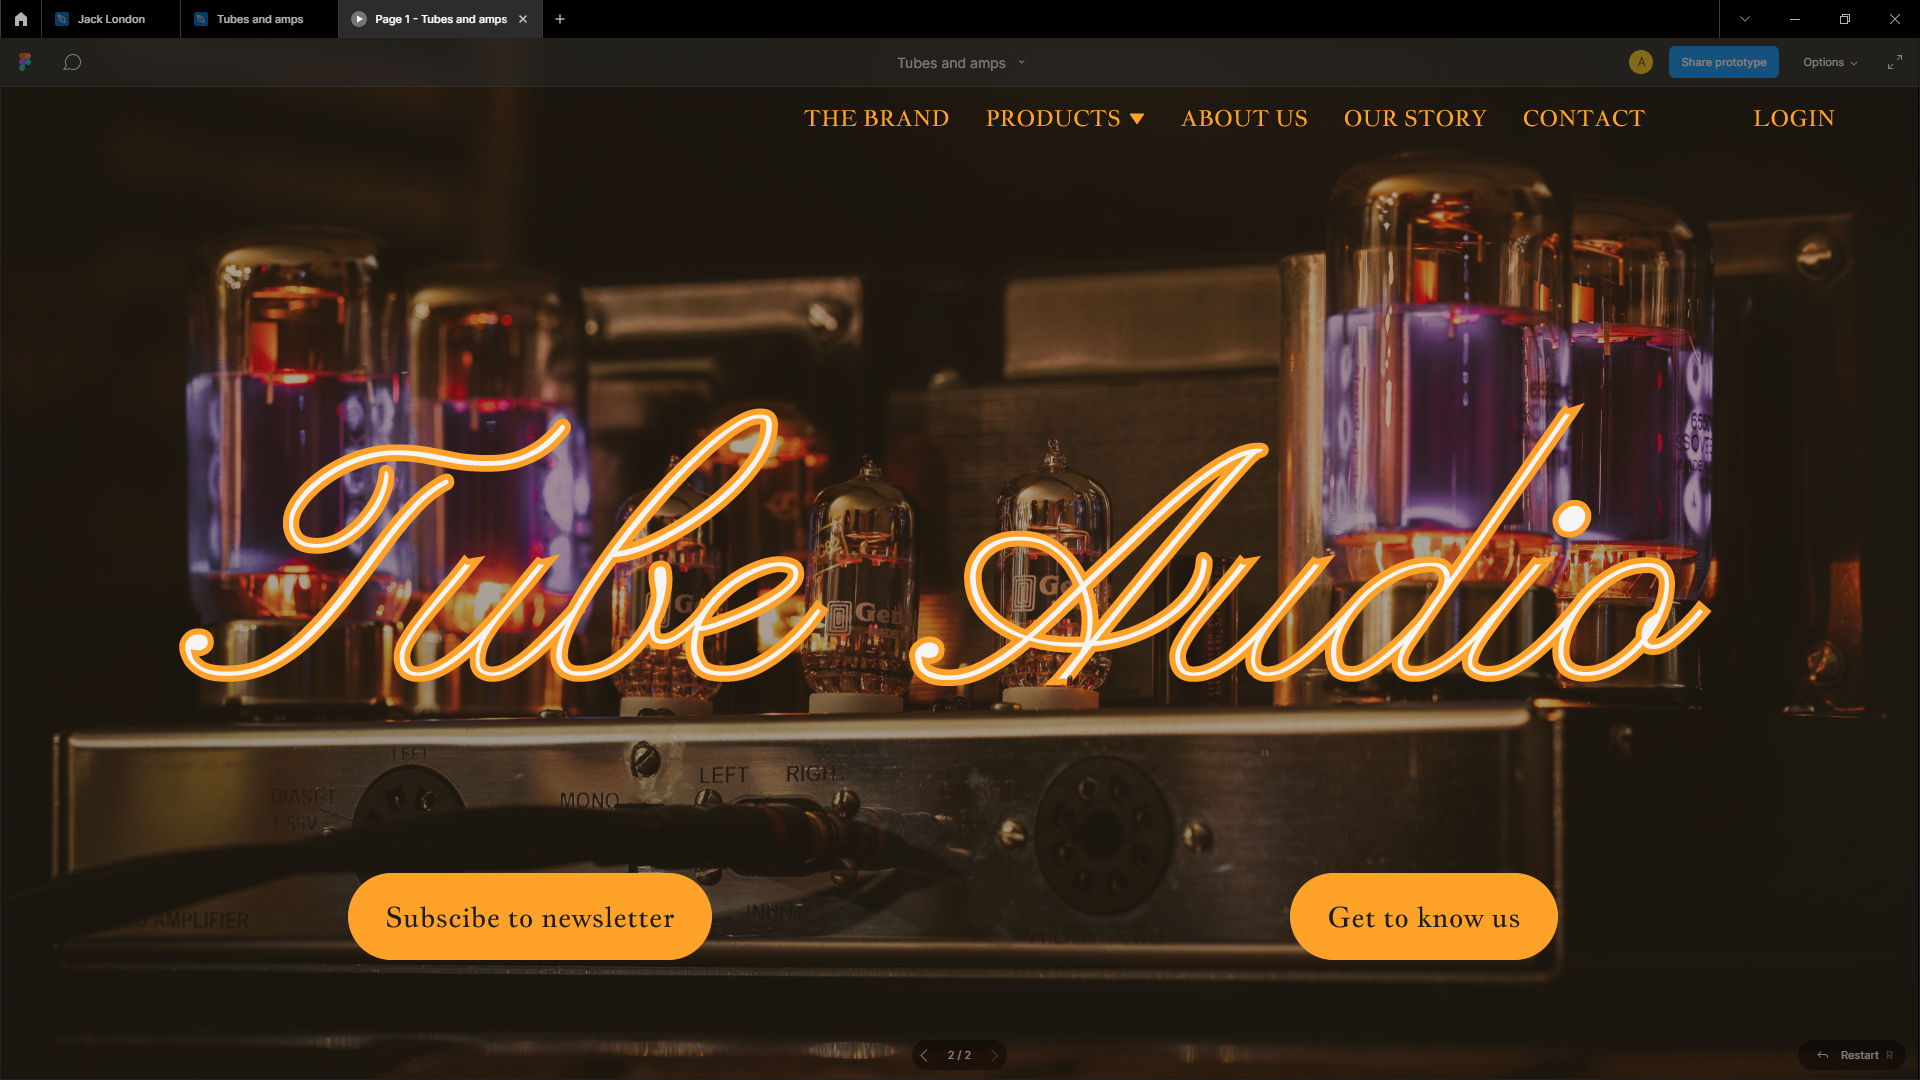 Jack London
Tubes and amps
Page 1 - Tubes and amps
Tubes and amps
A
Share prototype
Options
THE BRAND PRODUCTS ABOUT US OUR STORY CONTACT LOGIN
Tube Audio
LEFT
LEFT RIGHT
MONO
BIASET
1.56V
AMPLIFIER
Subscibe to newsletter
Get to know us
2 / 2
Restart R